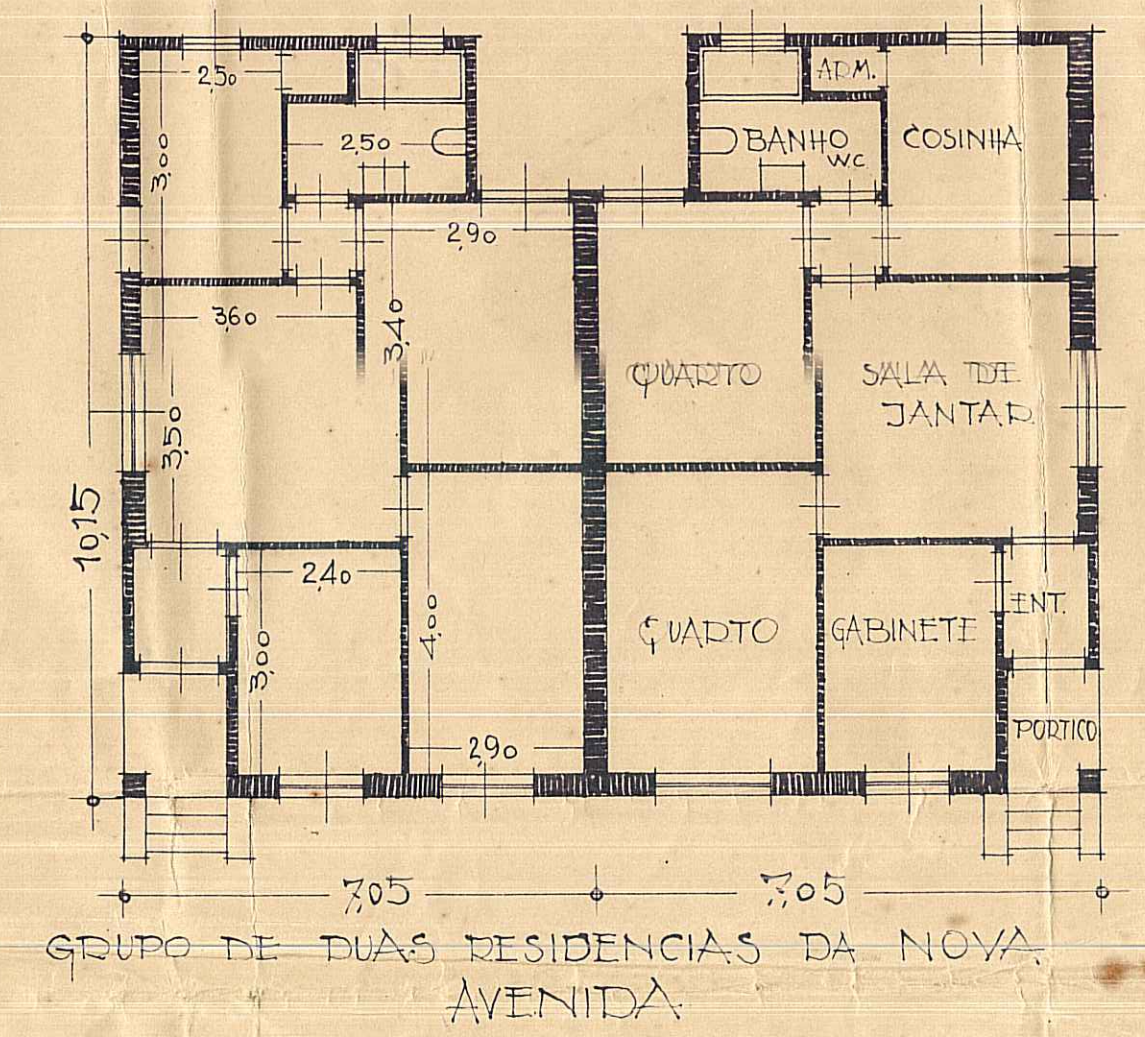 2,50
ARM.
3,00
2,50
BANHO
W.C.
COSINHA
2,90
3,60
3,40
QUARTO
SALA DE
JANTAR
3,50
10,15
2,40
ENT.
4,00
QUARTO
GABINETE
3,00
PORTICO
2,90
7,05
7,05
GRUPO DE DUAS RESIDENCIAS DA NOVA
AVENIDA